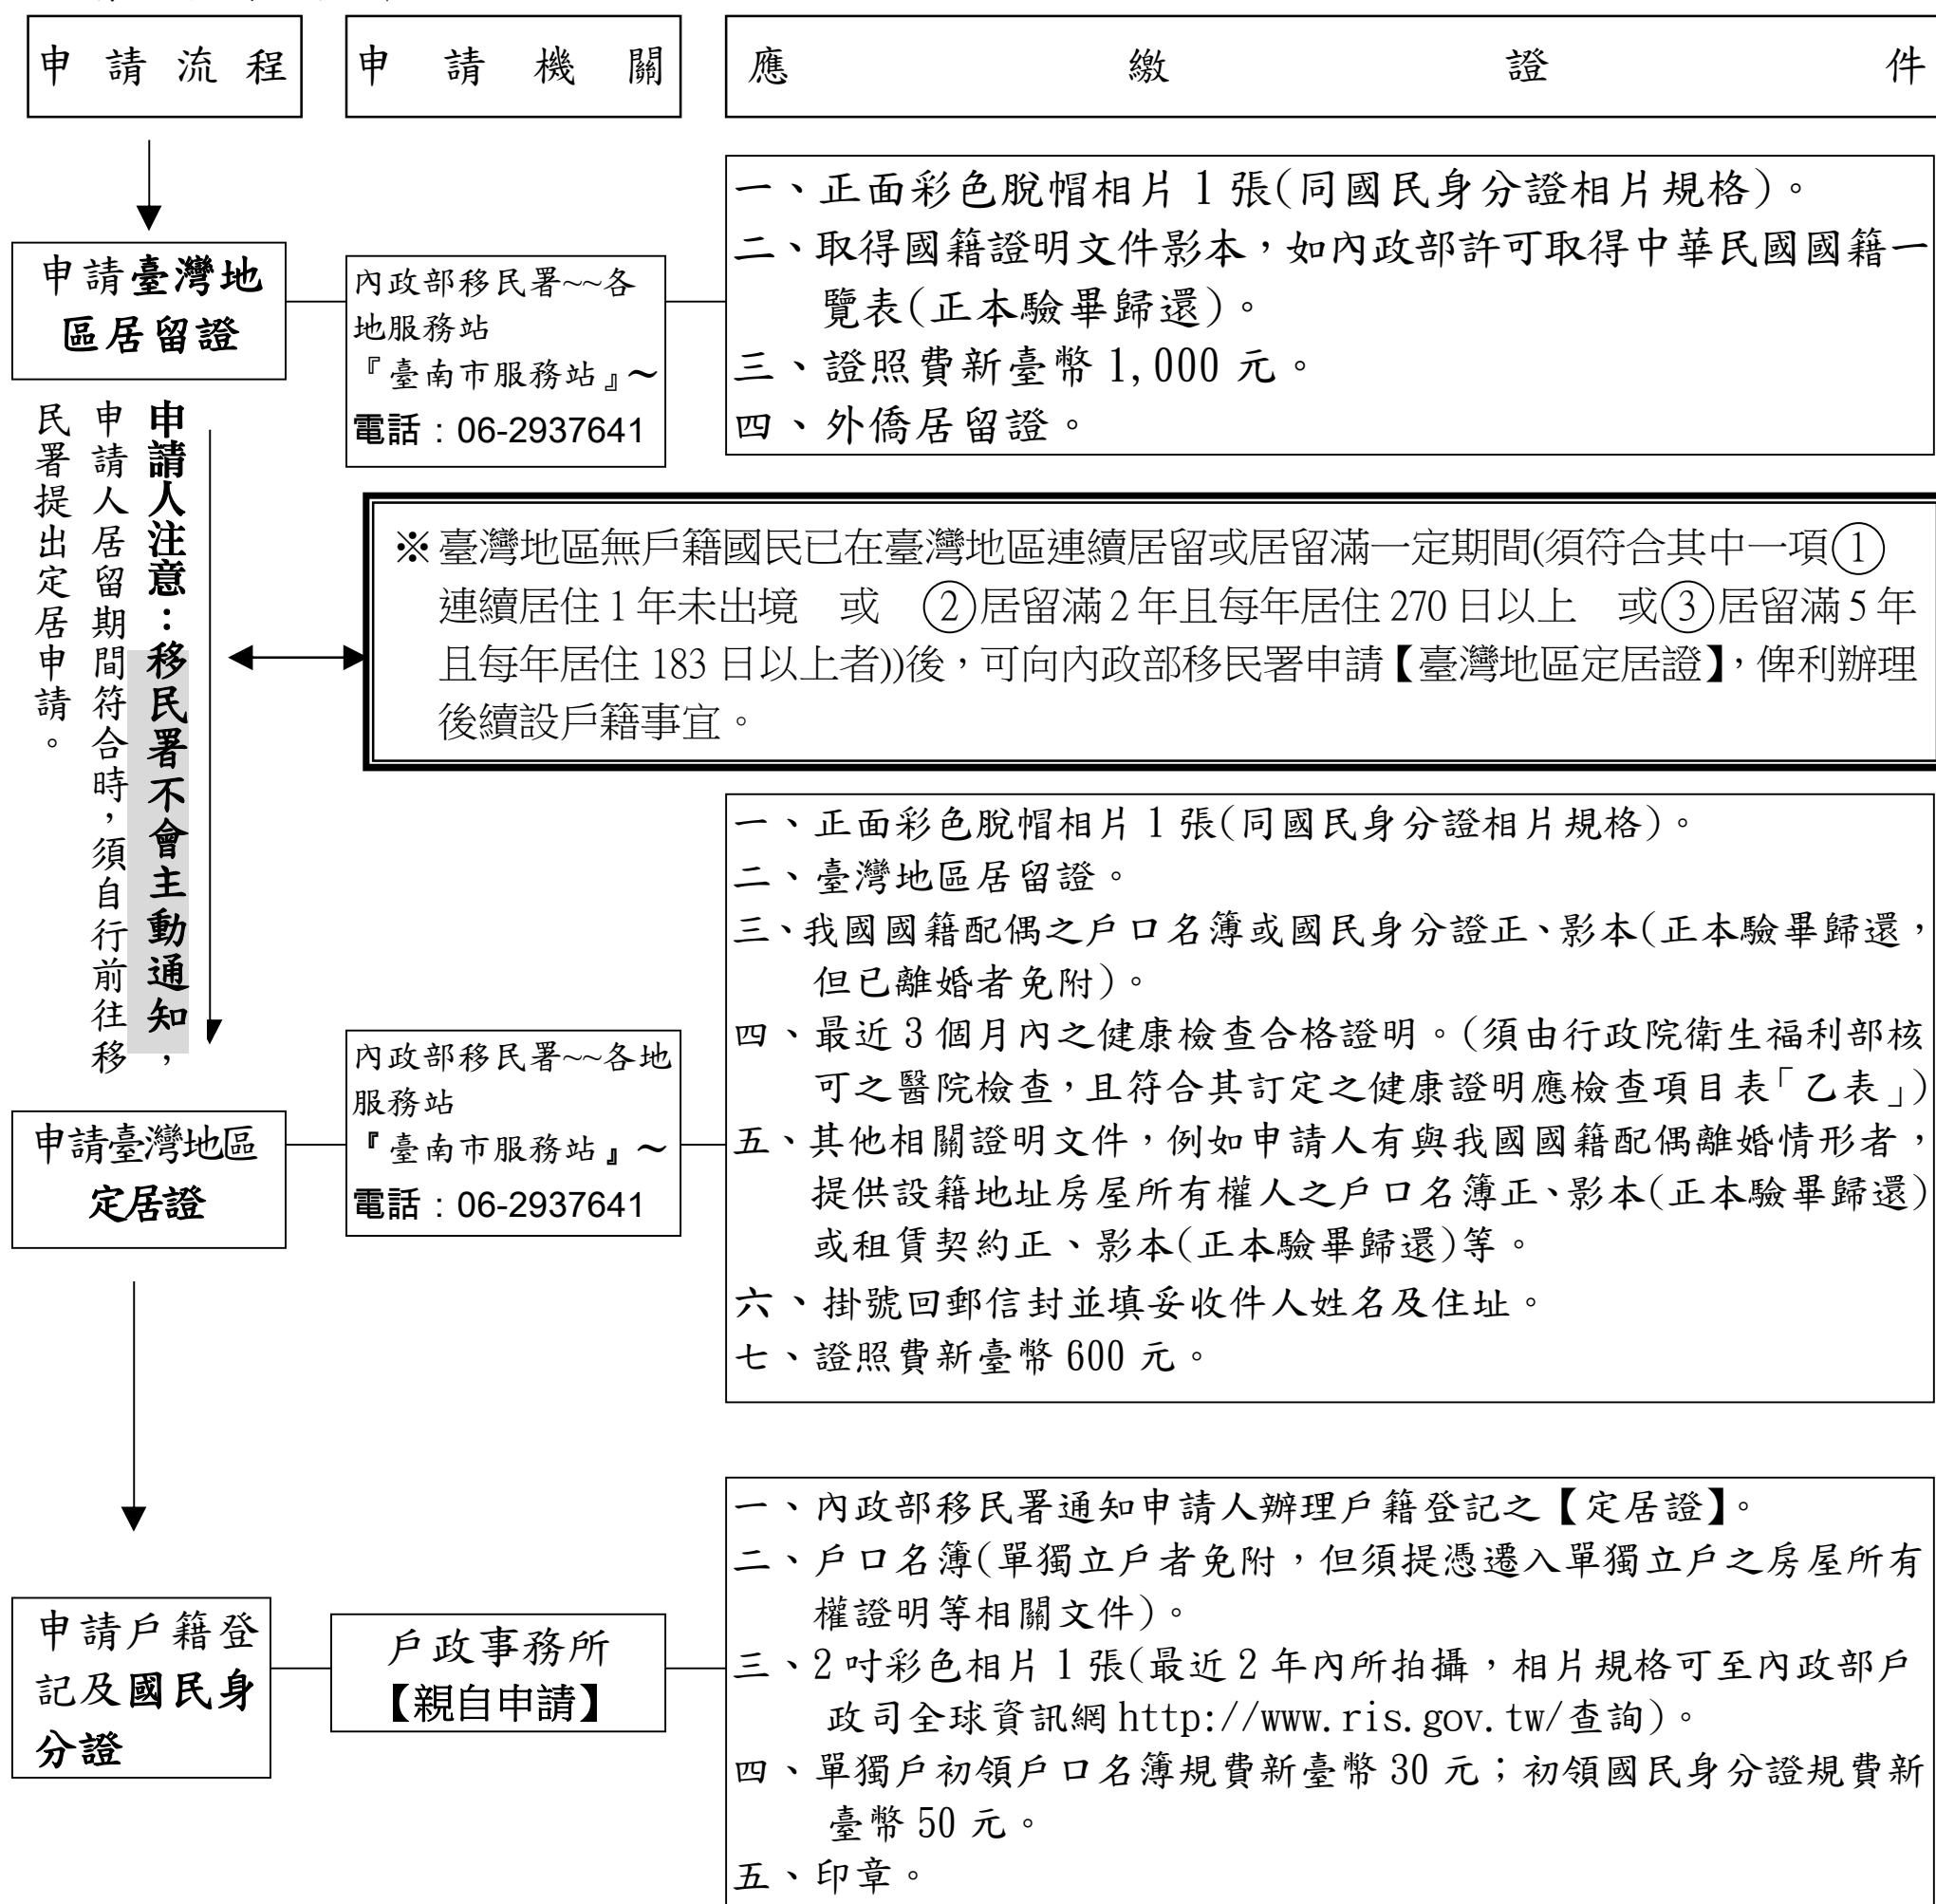 申請流程
申請機關
應繳證件
申請臺灣地
區居留證
內政部移民署~~各
地服務站
『臺南市服務站』~
電話：06-2937641
一、正面彩色脫帽相片 1 張(同國民身分證相片規格)。
二、取得國籍證明文件影本，如內政部許可取得中華民國國籍一
覽表(正本驗畢歸還)。
三、證照費新臺幣 1,000 元。
四、外僑居留證。
申請人注意：移民署不會主動通知，
申請人居留期間符合時，須自行前往移
民署提出定居申請。
※臺灣地區無戶籍國民已在臺灣地區連續居留或居留滿一定期間(須符合其中一項①
連續居住 1 年未出境 或 ②居留滿 2 年且每年居住 270 日以上 或③居留滿 5 年
且每年居住 183 日以上者))後，可向內政部移民署申請【臺灣地區定居證】，俾利辦理
後續設戶籍事宜。
申請臺灣地區
定居證
內政部移民署~~各地
服務站
『臺南市服務站』~
電話：06-2937641
一、正面彩色脫帽相片 1 張(同國民身分證相片規格)。
二、臺灣地區居留證。
三、我國國籍配偶之戶口名簿或國民身分證正、影本(正本驗畢歸還，
但已離婚者免附)。
四、最近 3 個月內之健康檢查合格證明。(須由行政院衛生福利部核
可之醫院檢查，且符合其訂定之健康證明應檢查項目表「乙表」)
五、其他相關證明文件，例如申請人有與我國國籍配偶離婚情形者，
提供設籍地址房屋所有權人之戶口名簿正、影本(正本驗畢歸還)
或租賃契約正、影本(正本驗畢歸還)等。
六、掛號回郵信封並填妥收件人姓名及住址。
七、證照費新臺幣 600 元。
申請戶籍登
記及國民身
分證
戶政事務所
【親自申請】
一、內政部移民署通知申請人辦理戶籍登記之【定居證】。
二、戶口名簿(單獨立戶者免附，但須提憑遷入單獨立戶之房屋所有
權證明等相關文件)。
三、2 吋彩色相片 1 張(最近 2 年內所拍攝，相片規格可至內政部戶
政司全球資訊網 http://www.ris.gov.tw/查詢)。
四、單獨戶初領戶口名簿規費新臺幣 30 元；初領國民身分證規費新
臺幣 50 元。
五、印章。